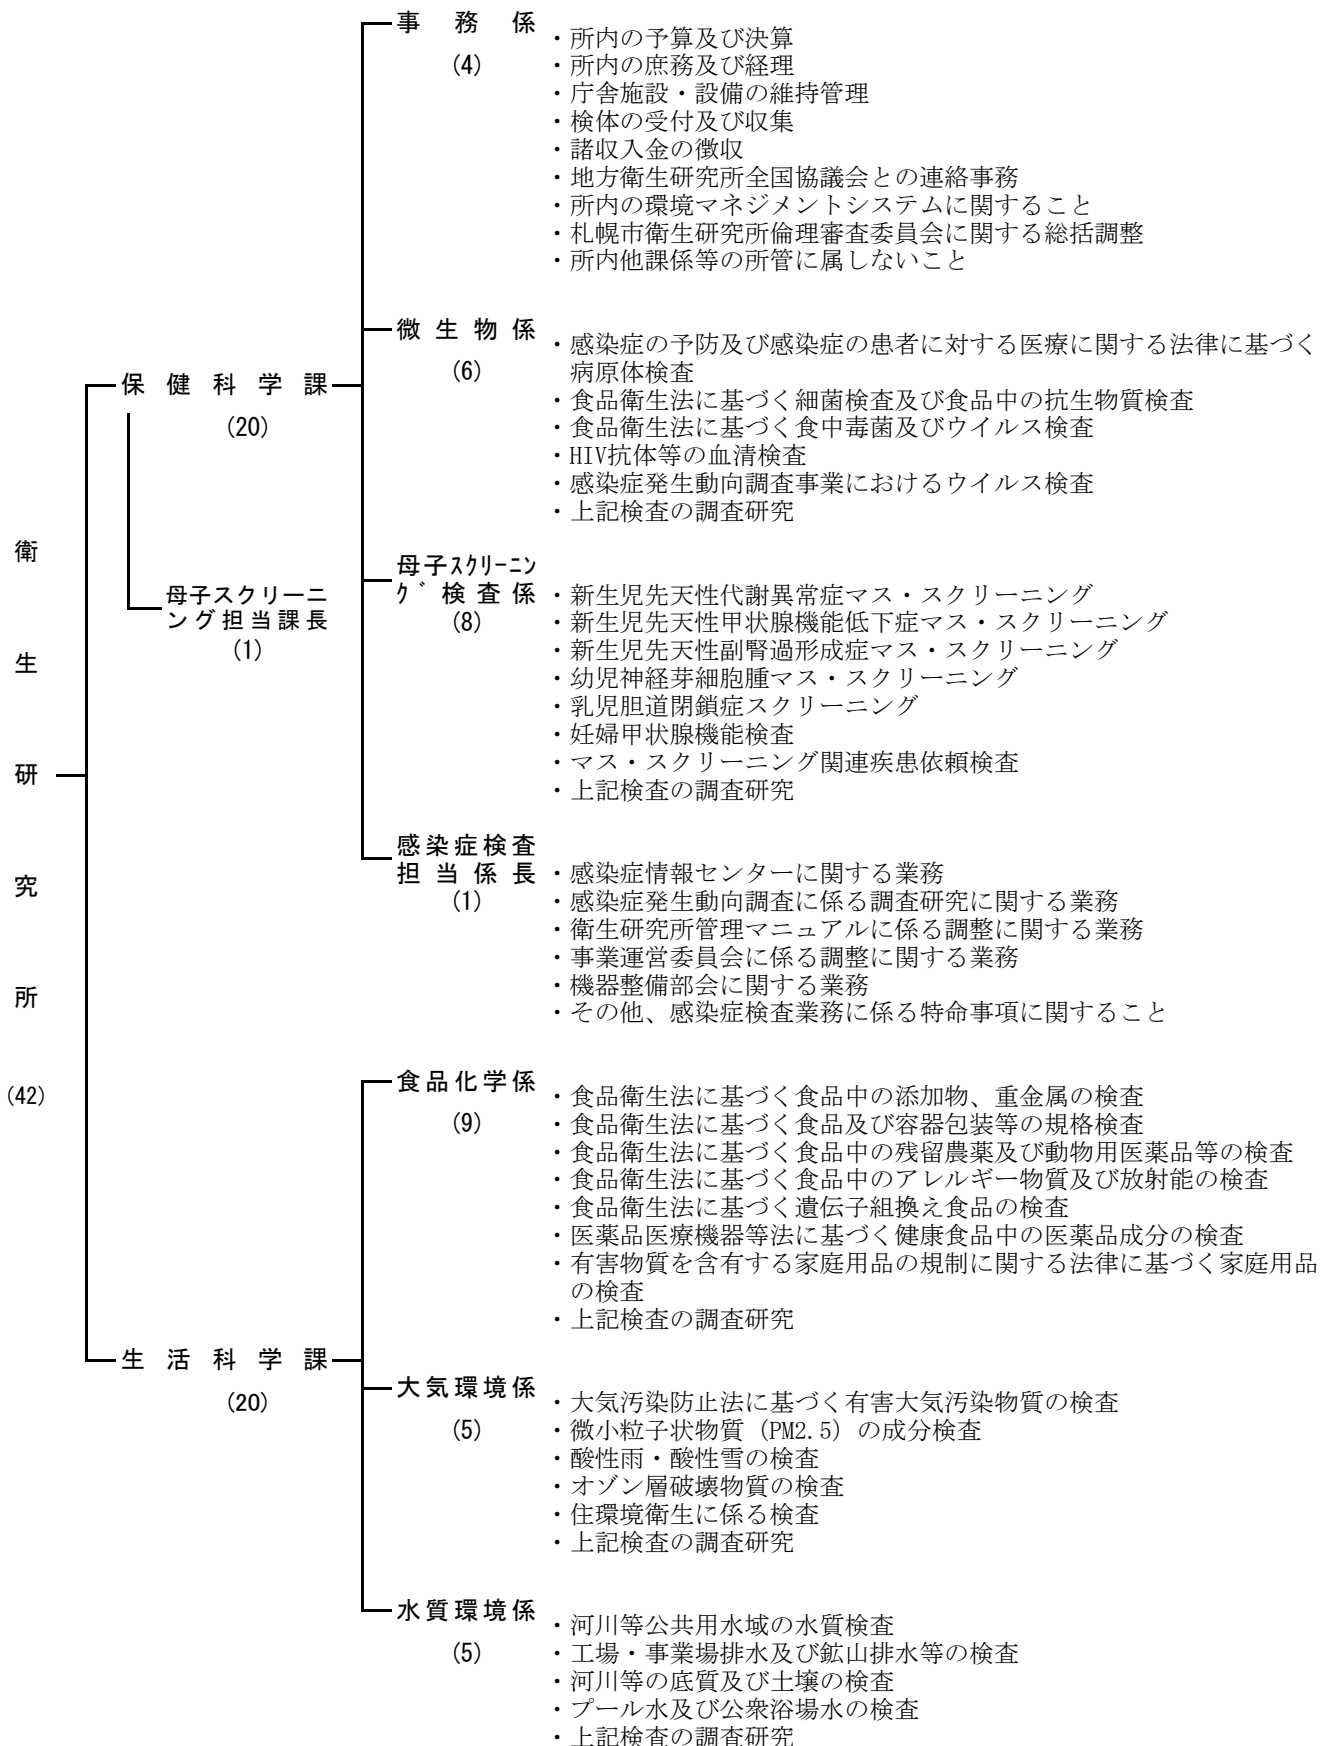 衛生研究所
(42)
保健科学課
(20)
母子スクリーニ
ング担当課長
(1)
事務係
(4)
・所内の予算及び決算
・所内の庶務及び経理
・庁舎施設・設備の維持管理
・検体の受付及び収集
・諸収入金の徴収
・地方衛生研究所全国協議会との連絡事務
・所内の環境マネジメントシステムに関すること
・札幌市衛生研究所倫理審査委員会に関する総括調整
・所内他課係等の所管に属しないこと
微生物係
(6)
・感染症の予防及び感染症の患者に対する医療に関する法律に基づく
病原体検査
・食品衛生法に基づく細菌検査及び食品中の抗生物質検査
・食品衛生法に基づく食中毒菌及びウイルス検査
・HIV抗体等の血清検査
・感染症発生動向調査事業におけるウイルス検査
・上記検査の調査研究
母子スクリーニン
グ検査係
(8)
・新生児先天性代謝異常症マス・スクリーニング
・新生児先天性甲状腺機能低下症マス・スクリーニング
・新生児先天性副腎過形成症マス・スクリーニング
・幼児神経芽細胞腫マス・スクリーニング
・乳児胆道閉鎖症スクリーニング
・妊婦甲状腺機能検査
・マス・スクリーニング関連疾患依頼検査
・上記検査の調査研究
感染症検査
担当係長
(1)
・感染症情報センターに関する業務
・感染症発生動向調査に係る調査研究に関する業務
・衛生研究所管理マニュアルに係る調整に関する業務
・事業運営委員会に係る調整に関する業務
・機器整備部会に関する業務
・その他、感染症検査業務に係る特命事項に関すること
生活科学課
(20)
食品化学係
(9)
・食品衛生法に基づく食品中の添加物、重金属の検査
・食品衛生法に基づく食品及び容器包装等の規格検査
・食品衛生法に基づく食品中の残留農薬及び動物用医薬品等の検査
・食品衛生法に基づく食品中のアレルギー物質及び放射能の検査
・食品衛生法に基づく遺伝子組換え食品の検査
・医薬品医療機器等法に基づく健康食品中の医薬品成分の検査
・有害物質を含有する家庭用品の規制に関する法律に基づく家庭用品
の検査
・上記検査の調査研究
大気環境係
(5)
・大気汚染防止法に基づく有害大気汚染物質の検査
・微小粒子状物質（PM2.5）の成分検査
・酸性雨・酸性雪の検査
・オゾン層破壊物質の検査
・住環境衛生に係る検査
・上記検査の調査研究
水質環境係
(5)
・河川等公共用水域の水質検査
・工場・事業場排水及び鉱山排水等の検査
・河川等の底質及び土壌の検査
・プール水及び公衆浴場水の検査
・上記検査の調査研究